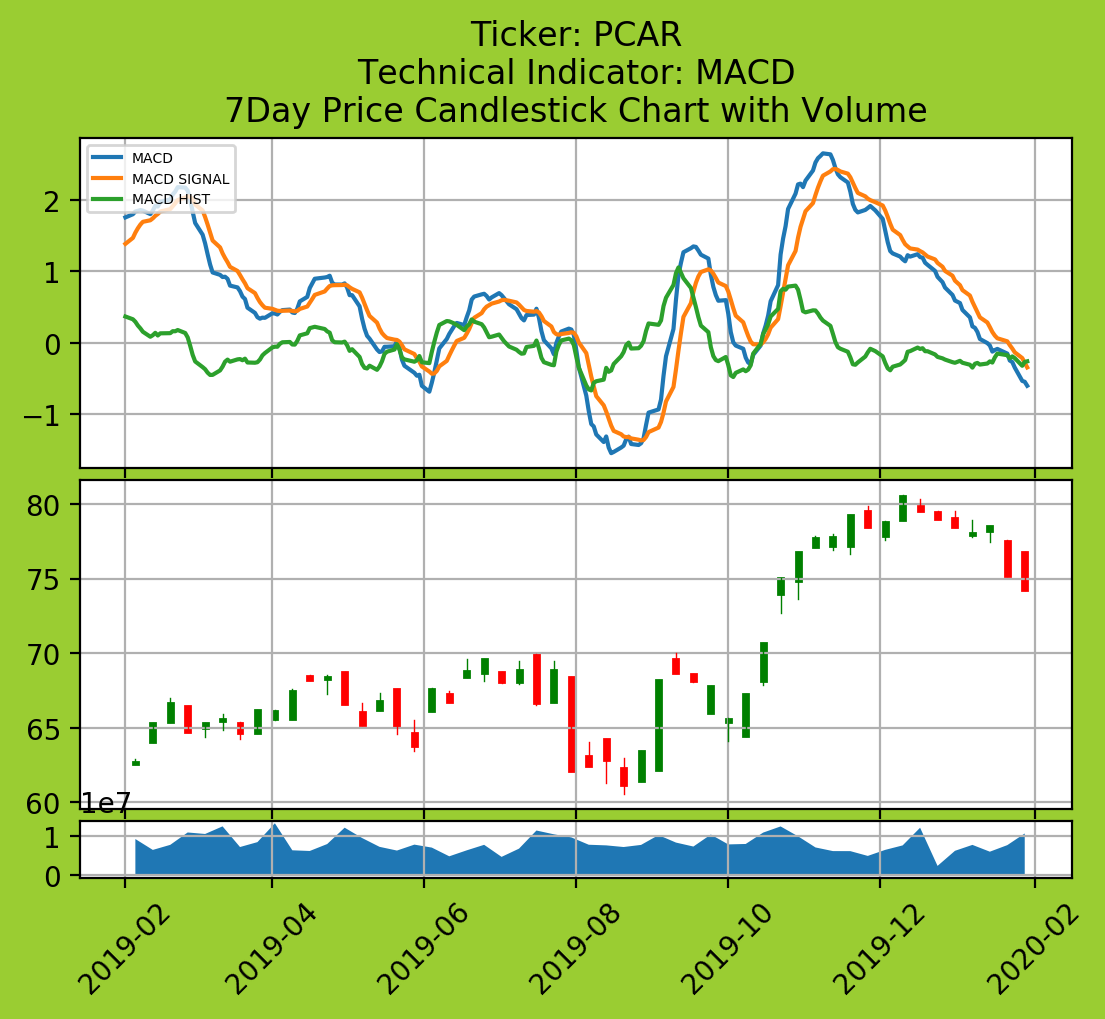 Ticker: PCAR
Technical Indicator: MACD
7Day Price Candlestick Chart with Volume
MACD
MACD SIGNAL
MACD HIST
2
1
0
−1
80
75
70
65
60
1e7
1
0
2019-02
2019-04
2019-06
2019-08
2019-10
2019-12
2020-02